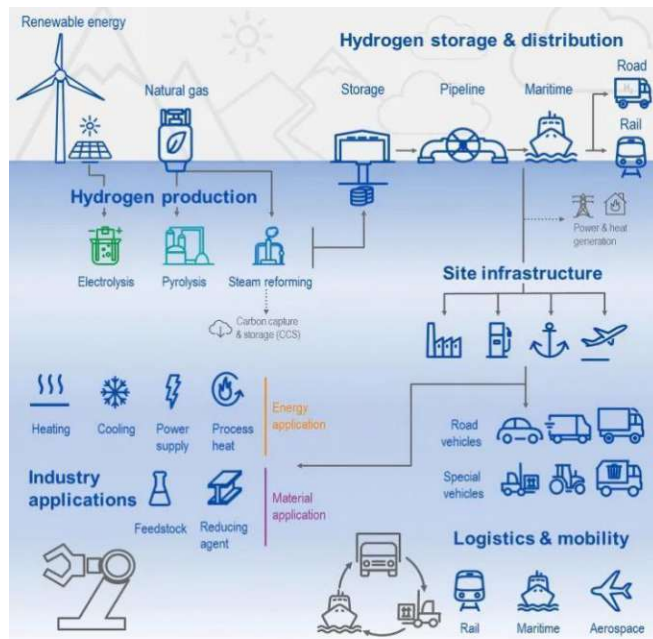 Renewable energy
Hydrogen storage & distribution
Natural gas
Storage
Pipeline
Maritime
Road
Rail
Hydrogen production
Electrolysis
Pyrolysis
Steam reforming
Carbon capture
& storage (CCS)
Power & heat
generation
Site infrastructure
Heating
Cooling
Power
supply
Process
heat
Energy
application
Road
vehicles
Special
vehicles
Industry
applications
Feedstock
Reducing
agent
Material
application
Logistics & mobility
Rail
Maritime
Aerospace